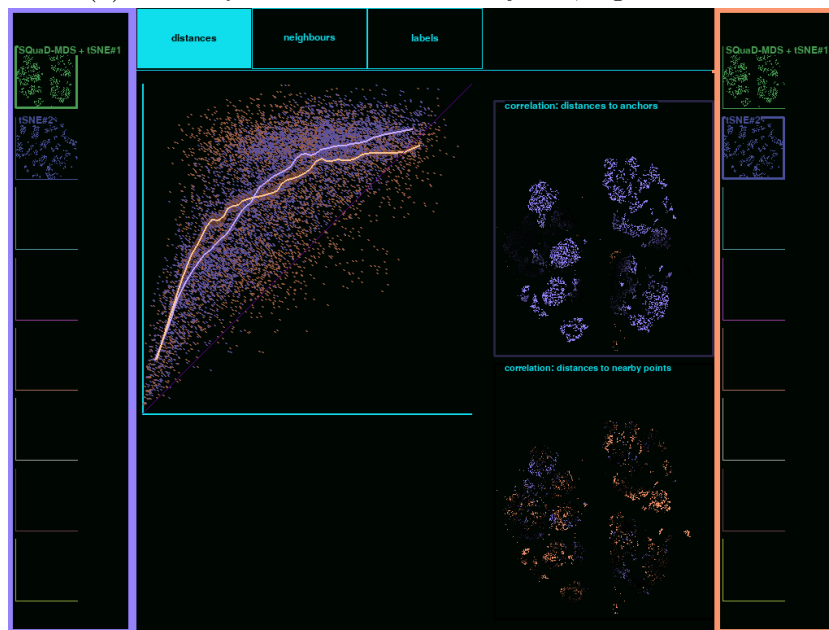 distances
neighbours
labels
SQuaD-MDS + tSNE#1
tSNE#2
correlation: distances to anchors
correlation: distances to nearby points
SQuaD-MDS + tSNE#1
tSNE#2